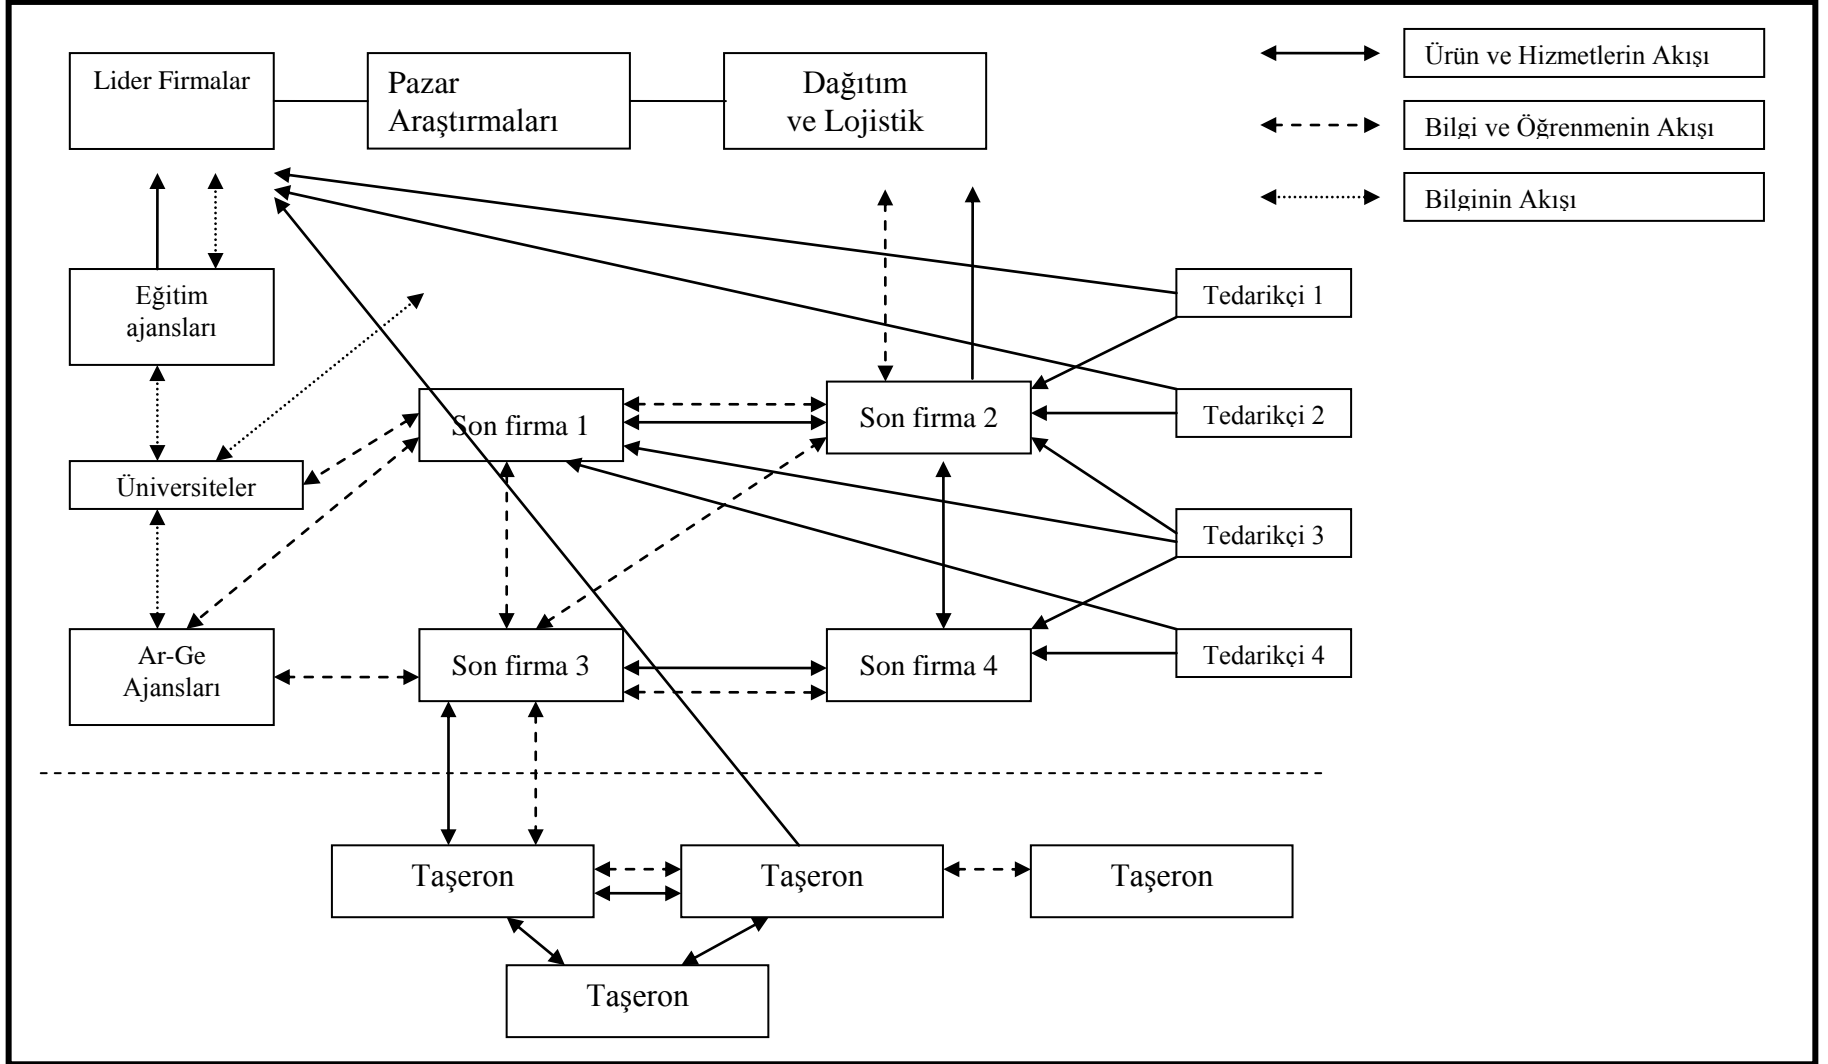 Lider Firmalar
Pazar
Araştırmaları
Dağıtım
ve Lojistik
Ürün ve Hizmetlerin Akışı
Bilgi ve Öğrenmenin Akışı
Bilginin Akışı
Eğitim
ajansları
Tedarikçi 1
Son firma 1
Son firma 2
Tedarikçi 2
Üniversiteler
Tedarikçi 3
Ar-Ge
Ajansları
Son firma 3
Son firma 4
Tedarikçi 4
Taşeron
Taşeron
Taşeron
Taşeron